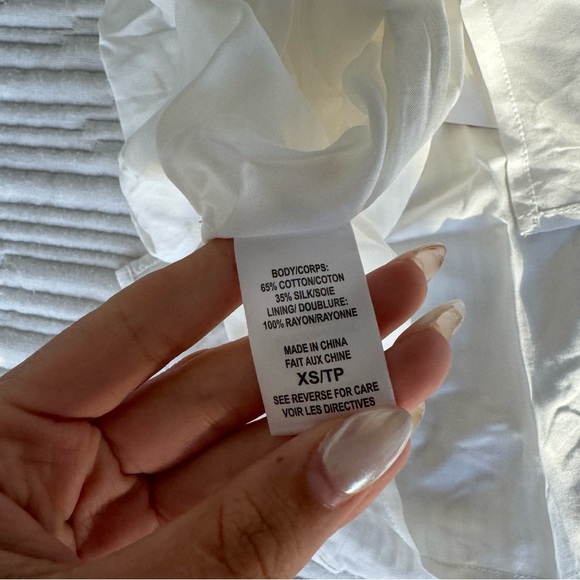 BODY/CORPS:
65% COTTON/COTON
35% SILK/SOIE
LINING/ DOUBLURE:
100% RAYON/RAYONNE
MADE IN CHINA
FAIT AUX CHINE
XS/TP
SEE REVERSE FOR CARE
VOIR LES DIRECTIVES